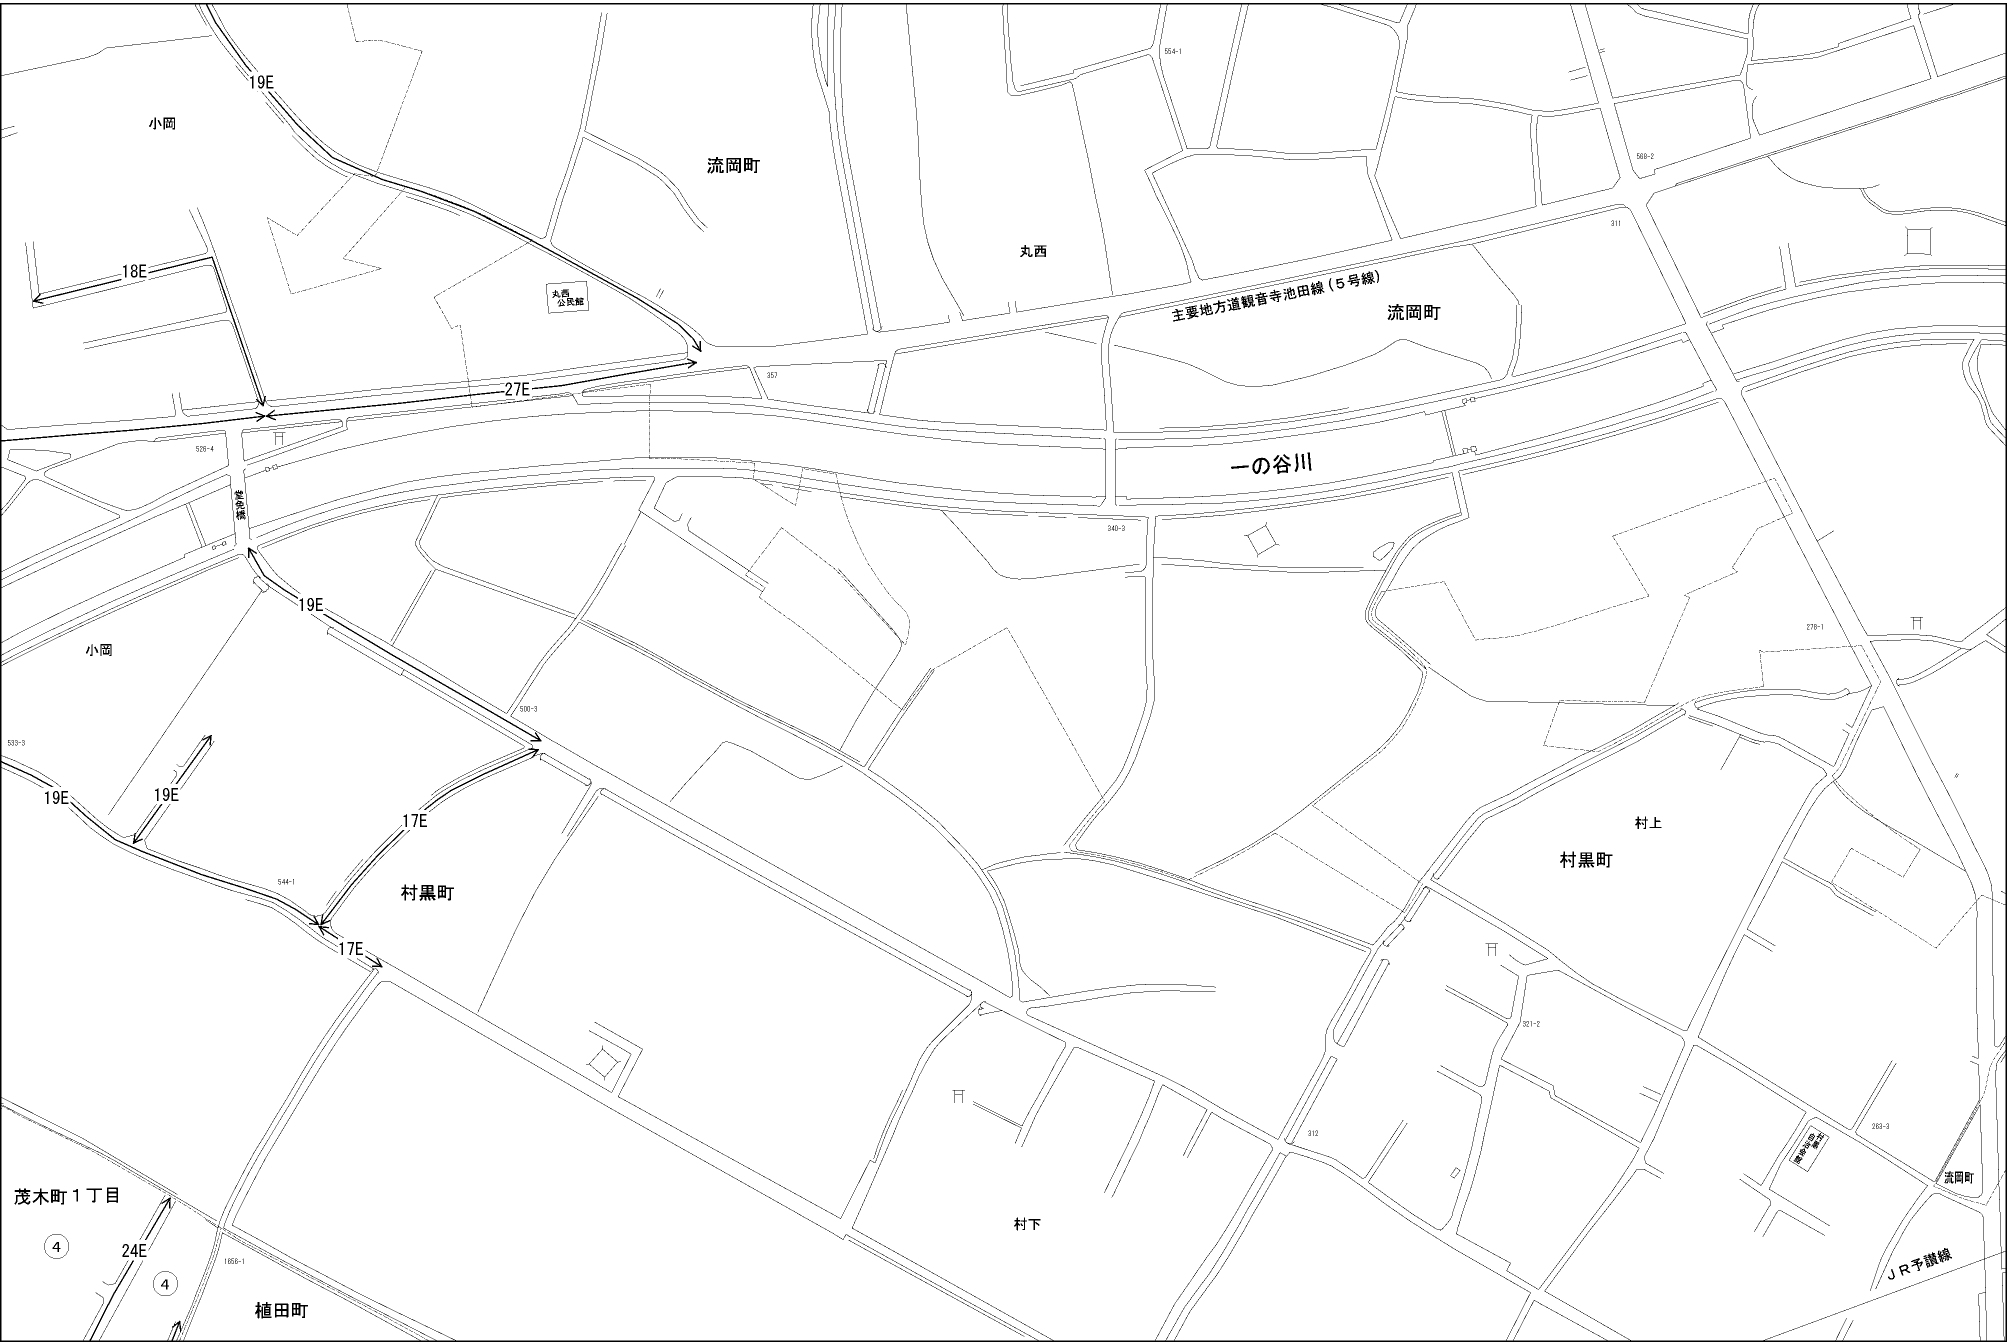 554-1
19E
小岡
流岡町
568-2
311
丸西
18E
主要地方道観音寺池田線(5号線)
丸西
公民館
流岡町
357
27E
526-4
一の谷川
340-3
19E
278-1
小岡
500-3
533-3
19E
19E
17E
村上
村黒町
544-1
村黒町
17E
321-2
312
263-3
自治会館
流岡町
茂木町1丁目
村下
④
24E
1656-1
④
JR予讃線
植田町